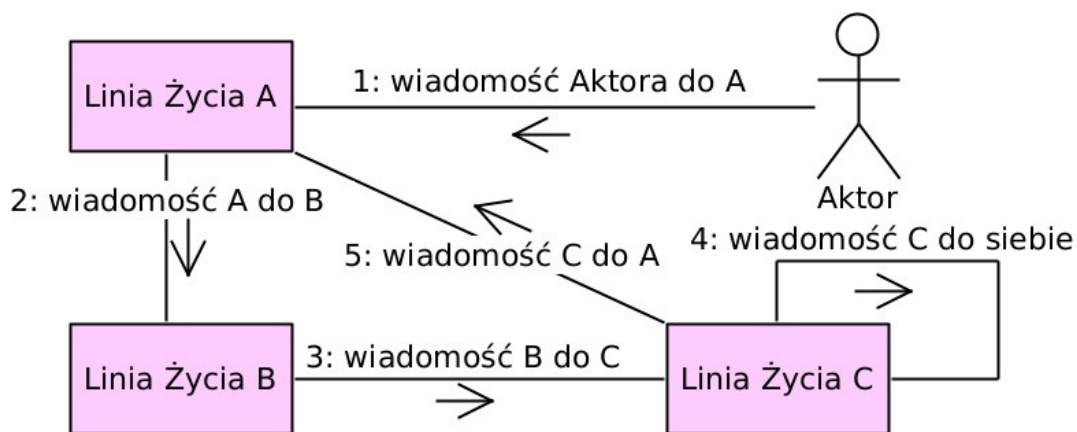 Linia Życia A
1: wiadomość Aktora do A
Aktor
2: wiadomość A do B
4: wiadomość C do siebie
5: wiadomość C do A
3: wiadomość B do C
Linia Życia B
Linia Życia C